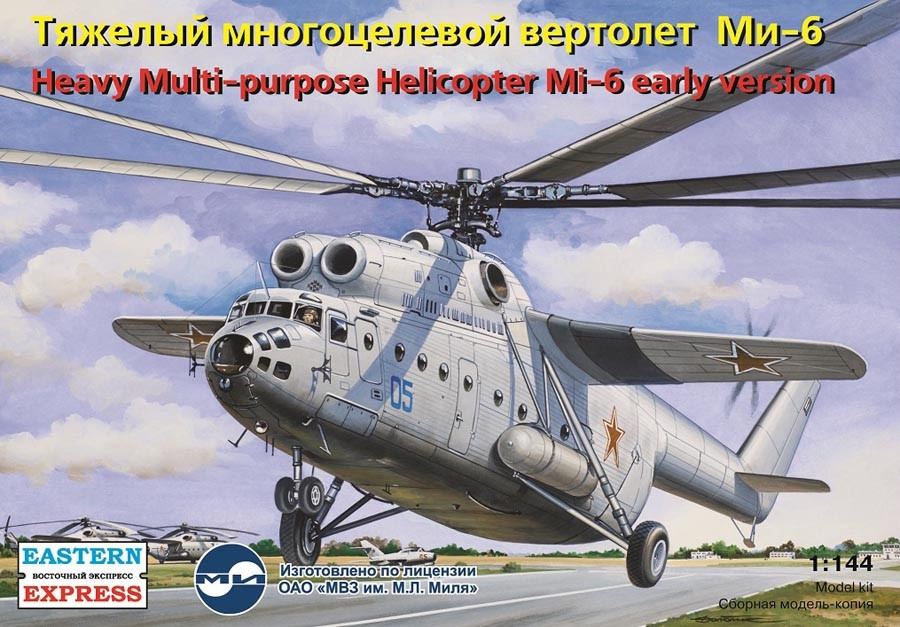 Тяжелый многоцелевой вертолет Ми-6
Heavy Multi-purpose Helicopter Mi-6 early version
05
EASTERN
ВОСТОЧНЫЙ ЭКСПРЕСС
EXPRESS
МИ
Изготовлено по лицензии
ОАО «МВЗ им. М.Л. Миля»
1:144
Model kit
Сборная модель-копия